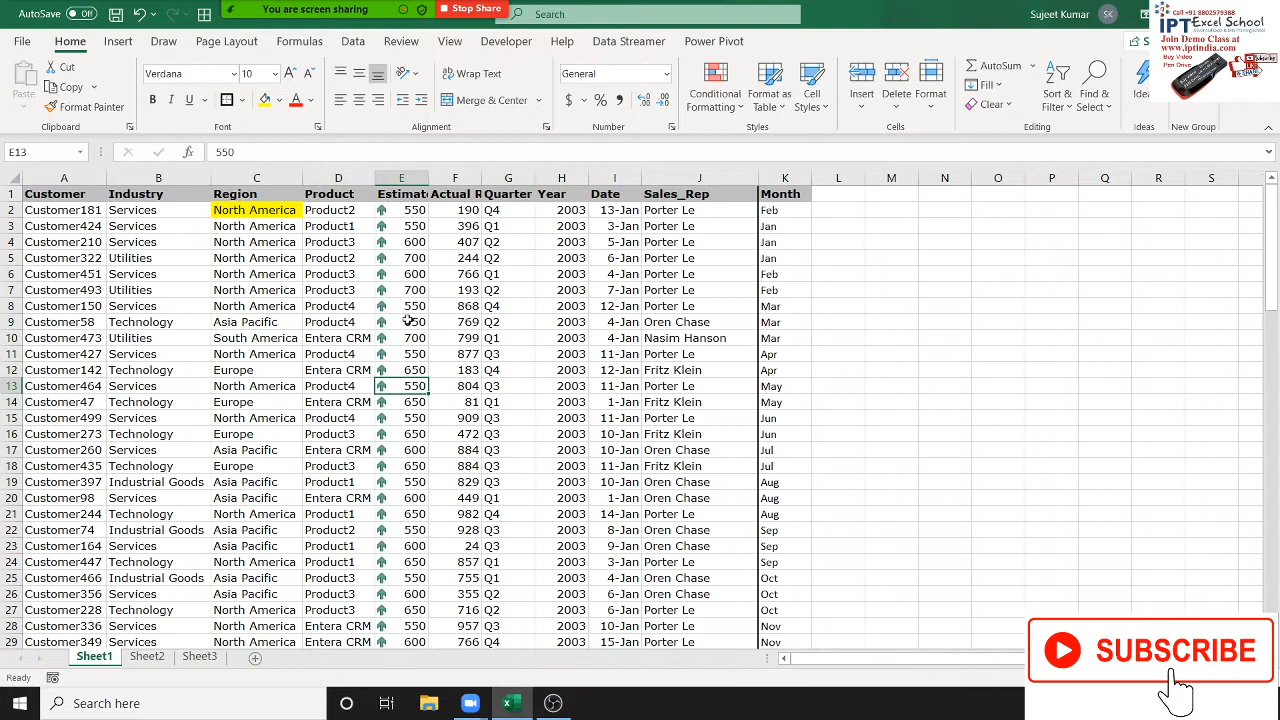 AutoSave Off
You are screen sharing
Stop Share
Search
Sujeet Kumar
SK
Call +91 8802579388
IPT Excel School
Join Demo Class at
www.iptindia.com
Buy Video
Pen Drive
File Home Insert Draw Page Layout Formulas Data Review View Developer Help Data Streamer Power Pivot
Paste
Cut
Copy
Format Painter
Clipboard
Verdana 10
B I U
Font
Wrap Text
Merge & Center
Alignment
General
$ %
Number
Conditional Formatting
Format as Table
Cell Styles
Styles
Insert Delete Format
Cells
AutoSum
Fill
Clear
Sort & Filter
Find & Select
Editing
Ideas
Ideas
New Group
E13 fx 550
A B C D E F G H I J K L M N O P Q R S
1 Customer Industry Region Product Estimate Actual R Quarter Year Date Sales_Rep Month
2 Customer181 Services North America Product2 550 190 Q4 2003 13-Jan Porter Le Feb
3 Customer424 Services North America Product1 550 396 Q1 2003 3-Jan Porter Le Jan
4 Customer210 Services North America Product3 600 407 Q2 2003 5-Jan Porter Le Jan
5 Customer322 Utilities North America Product2 700 244 Q2 2003 6-Jan Porter Le Jan
6 Customer451 Services North America Product3 600 766 Q1 2003 4-Jan Porter Le Feb
7 Customer493 Utilities North America Product3 700 193 Q2 2003 7-Jan Porter Le Feb
8 Customer150 Services North America Product4 550 868 Q4 2003 12-Jan Porter Le Mar
9 Customer58 Technology Asia Pacific Product4 769 Q2 2003 4-Jan Oren Chase Mar
10 Customer473 Utilities South America Entera CRM 700 799 Q1 2003 4-Jan Nasim Hanson Mar
11 Customer427 Services North America Product4 550 877 Q3 2003 11-Jan Porter Le Apr
12 Customer142 Technology Europe Entera CRM 650 183 Q4 2003 12-Jan Fritz Klein Apr
13 Customer464 Services North America Product4 550 804 Q3 2003 11-Jan Porter Le May
14 Customer47 Technology Europe Entera CRM 650 81 Q1 2003 1-Jan Fritz Klein May
15 Customer499 Services North America Product4 550 909 Q3 2003 11-Jan Porter Le Jun
16 Customer273 Technology Europe Product3 650 472 Q3 2003 10-Jan Fritz Klein Jun
17 Customer260 Services Asia Pacific Entera CRM 600 884 Q3 2003 10-Jan Oren Chase Jul
18 Customer435 Technology Europe Product3 650 884 Q3 2003 11-Jan Fritz Klein Jul
19 Customer397 Industrial Goods Asia Pacific Product1 550 829 Q3 2003 10-Jan Oren Chase Aug
20 Customer98 Services Asia Pacific Entera CRM 600 449 Q1 2003 1-Jan Oren Chase Aug
21 Customer244 Technology North America Product1 650 982 Q4 2003 14-Jan Porter Le Aug
22 Customer74 Industrial Goods Asia Pacific Product2 550 928 Q3 2003 8-Jan Oren Chase Sep
23 Customer164 Services Asia Pacific Product1 600 24 Q3 2003 9-Jan Oren Chase Sep
24 Customer447 Technology North America Product1 650 857 Q1 2003 3-Jan Porter Le Sep
25 Customer466 Industrial Goods Asia Pacific Product3 550 755 Q1 2003 4-Jan Oren Chase Oct
26 Customer356 Services Asia Pacific Entera CRM 600 355 Q2 2003 6-Jan Oren Chase Oct
27 Customer228 Technology North America Product3 650 716 Q2 2003 6-Jan Porter Le Oct
28 Customer336 Services North America Entera CRM 550 957 Q3 2003 10-Jan Porter Le Nov
29 Customer349 Services North America Entera CRM 600 766 Q4 2003 15-Jan Porter Le Nov
Sheet1 Sheet2 Sheet3
Ready
SUBSCRIBE
Search here